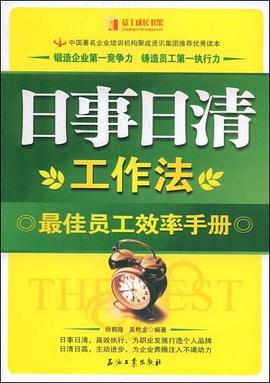 员工成长书架
中国著名企业培训机构聚成资讯集团推荐优秀读本
锻造企业第一竞争力 铸造员工第一执行力
日事日清
工作法
最佳员工效率手册
THE BEST
徐鹤隆 吴艳龙 编著
日事日清，高效执行，为职业发展打造个人品牌
日清日高，主动进步，为企业奔腾注入不竭动力
石油工业出版社